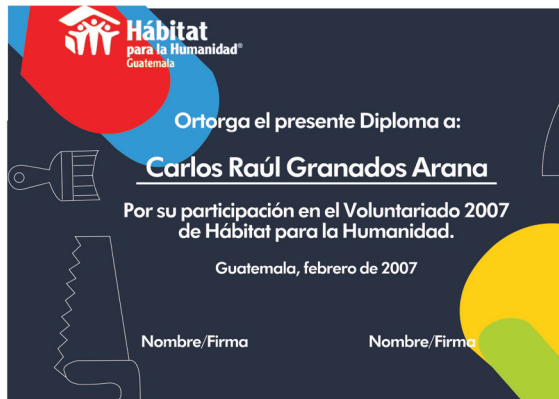 Hábitat
para la Humanidad®
Guatemala
Ortorga el presente Diploma a:
Carlos Raúl Granados Arana
Por su participación en el Voluntariado 2007
de Hábitat para la Humanidad.
Guatemala, febrero de 2007
Nombre/Firma Nombre/Firma